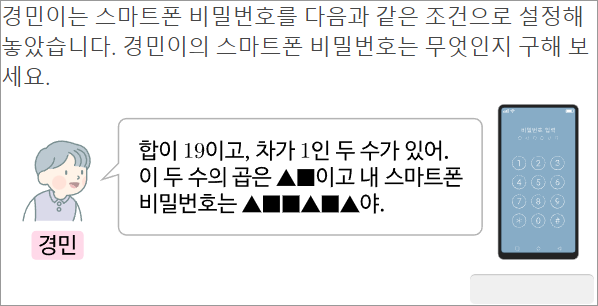 경민이는 스마트폰 비밀번호를 다음과 같은 조건으로 설정해
놓았습니다. 경민이의 스마트폰 비밀번호는 무엇인지 구해 보
세요.
합이 19이고, 차가 1인 두 수가 있어.
이 두 수의 곱은 ▲■이고 내 스마트폰
비밀번호는 ▲■■▲■▲야.
경민
비밀번호 입력
1 2 3
4 5 6
7 8 9
0